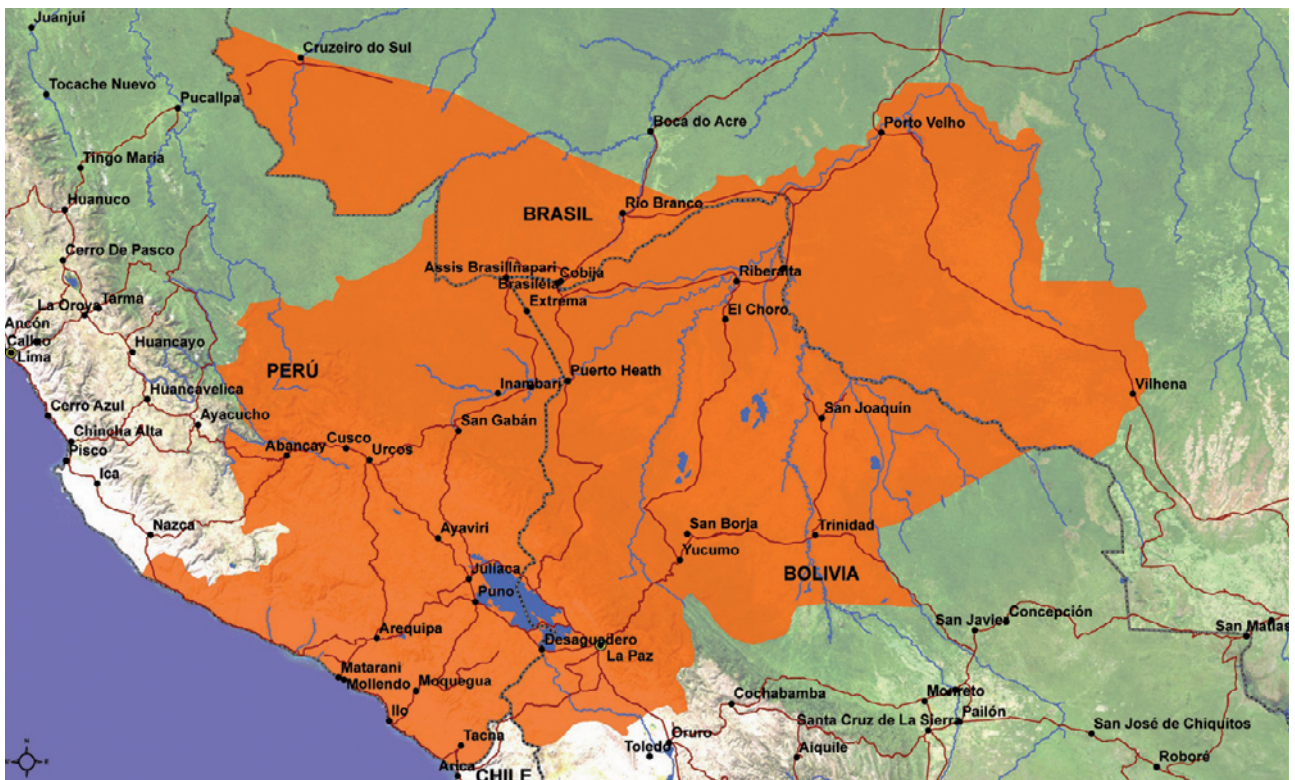 Juanjuí
Cruzeiro do Sul
Tocache Nuevo
Pucallpa
Boca do Acre
Porto Velho
Tingo María
Huanuco
BRASIL
Río Branco
Cerro De Pasco
Assis Brasil
Iñapari
Cobija
Riberalta
Brasiléia
Extrema
La Oroya
Tarma
El Choro
Ancón
Callao
Lima
Huancayo
PERÚ
Inambari
Puerto Heath
Huancavelica
Vilhena
Cerro Azul
Ayacucho
San Joaquín
San Gabán
Chincha Alta
Pisco
Abançay
Cusco
Urcos
Ica
Nazca
Ayaviri
San Borja
Trinidad
Yucumo
Juliaca
BOLIVIA
Puno
Concepción
San Javier
San Matías
Arequipa
Desaguadero
La Paz
Matarani
Mollendo
Moquegua
Cochabamba
Ilo
Santa Cruz de La Sierra
Pailón
San José de Chiquitos
Tacna
Oruro
Toledo
Aiquile
Roboré
Arica
CHILE
N